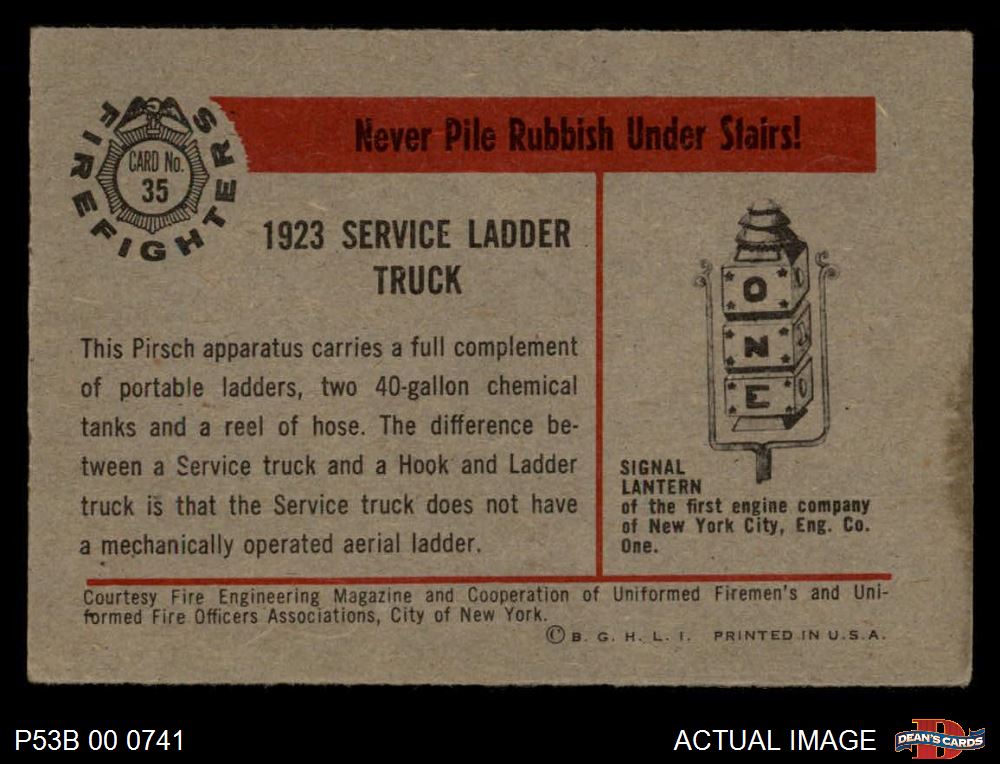 FIREFIGHTERS
CARD No.
35
Never Pile Rubbish Under Stairs!
1923 SERVICE LADDER
TRUCK
This Pirsch apparatus carries a full complement
of portable ladders, two 40-gallon chemical
tanks and a reel of hose. The difference be-
tween a Service truck and a Hook and Ladder
truck is that the Service truck does not have
a mechanically operated aerial ladder.
O
N
E
SIGNAL
LANTERN
of the first engine company
of New York City, Eng. Co.
One.
Courtesy Fire Engineering Magazine and Cooperation of Uniformed Firemen's and Uni-
formed Fire Officers Associations, City of New York.
© B. G. H. L. I. PRINTED IN U.S.A.
P53B 00 0741
ACTUAL IMAGE
DEAN'S CARDS